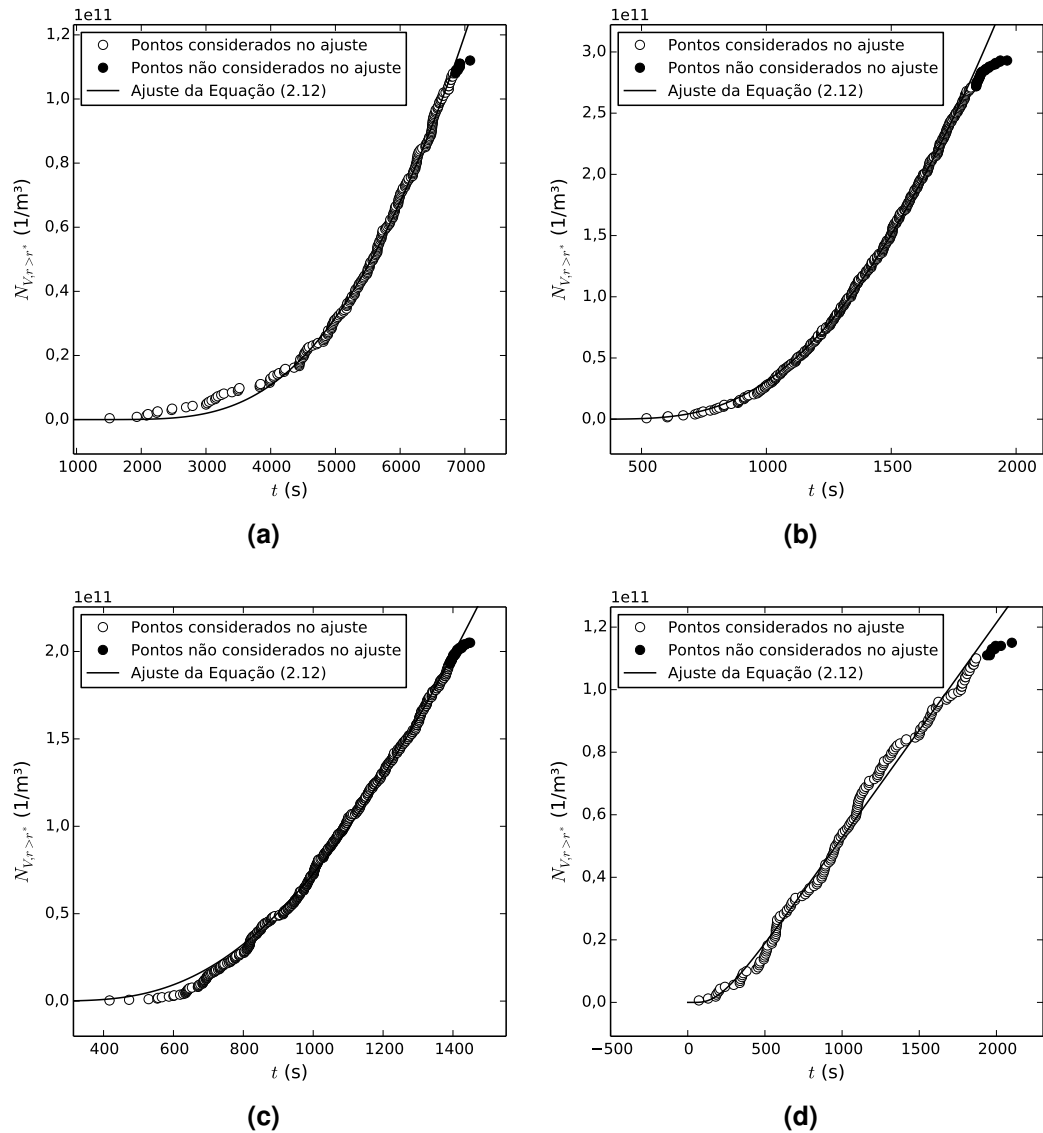 1e11
1,2
1,0
0,8
0,6
0,4
0,2
0,0
N_{V,r>r*} (1/m³)
Pontos considerados no ajuste
Pontos não considerados no ajuste
Ajuste da Equação (2.12)
1000 2000 3000 4000 5000 6000 7000
t (s)
(a)
1e11
3,0
2,5
2,0
1,5
1,0
0,5
0,0
N_{V,r>r*} (1/m³)
Pontos considerados no ajuste
Pontos não considerados no ajuste
Ajuste da Equação (2.12)
500 1000 1500 2000
t (s)
(b)
1e11
2,0
1,5
1,0
0,5
0,0
N_{V,r>r*} (1/m³)
Pontos considerados no ajuste
Pontos não considerados no ajuste
Ajuste da Equação (2.12)
400 600 800 1000 1200 1400
t (s)
(c)
1e11
1,2
1,0
0,8
0,6
0,4
0,2
0,0
N_{V,r>r*} (1/m³)
Pontos considerados no ajuste
Pontos não considerados no ajuste
Ajuste da Equação (2.12)
−500 0 500 1000 1500 2000
t (s)
(d)